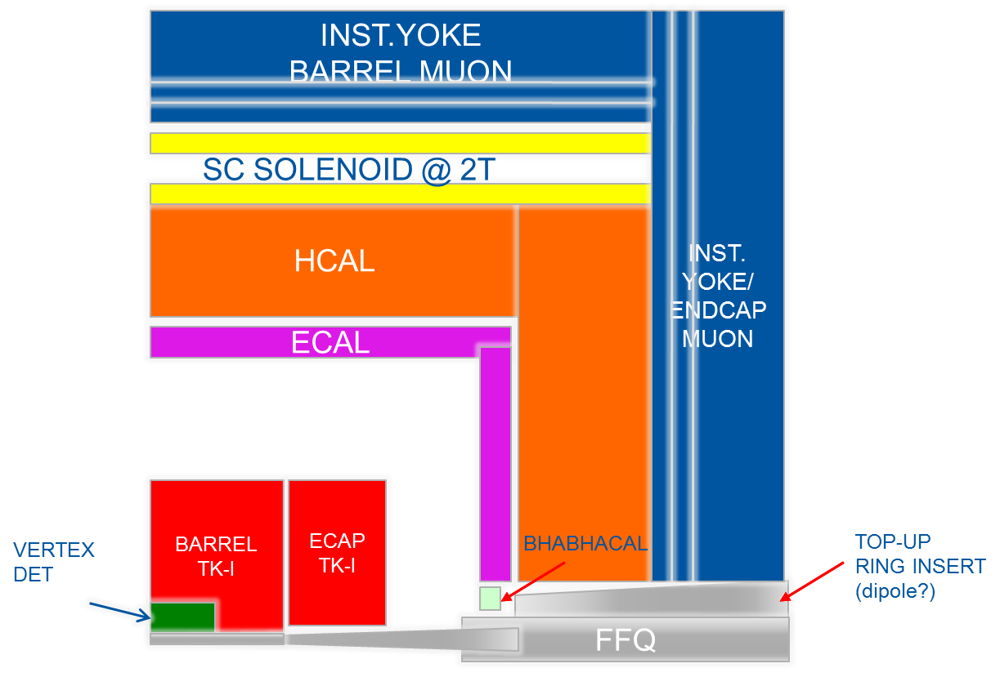 INST.YOKE
BARREL MUON
SC SOLENOID @ 2T
HCAL
INST.
YOKE/
ENDCAP
MUON
ECAL
BARREL
TK-I
ECAP
TK-I
BHABHACAL
VERTEX
DET
TOP-UP
RING INSERT
(dipole?)
FFQ